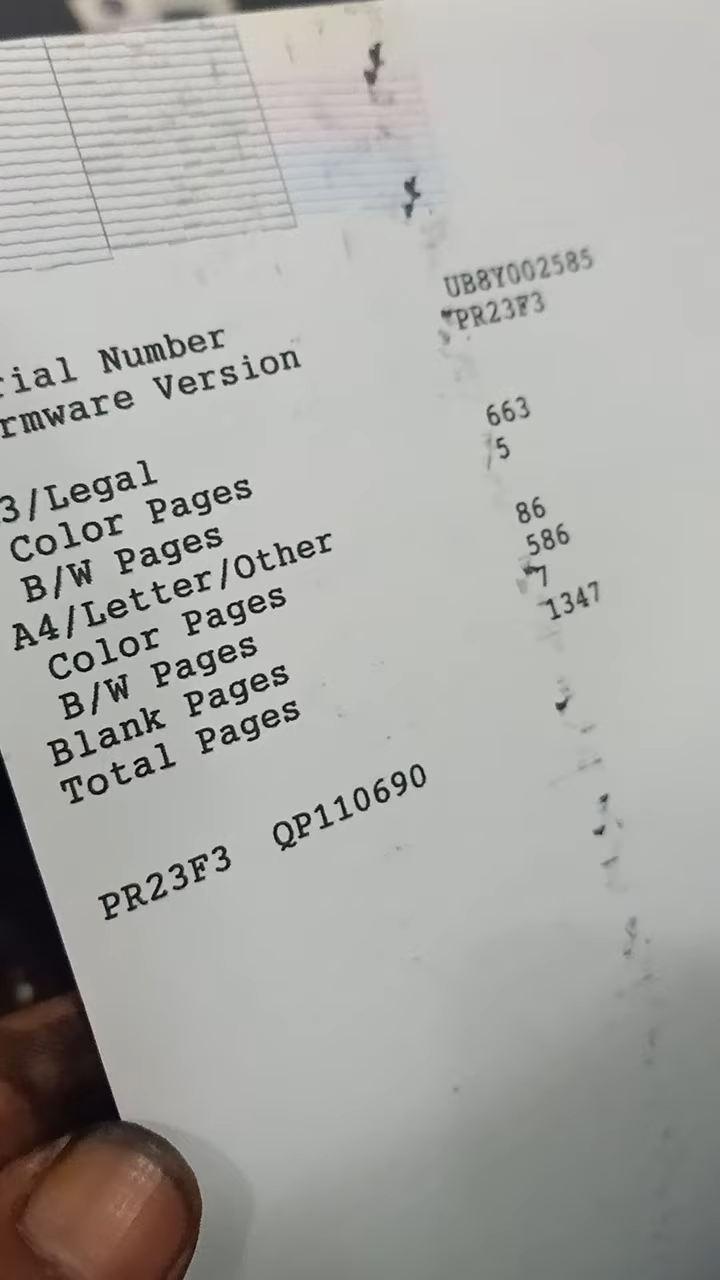 rial Number UB8Y002585
rmware Version PR23F3
3/Legal
Color Pages 663
B/W Pages 5
A4/Letter/Other
Color Pages 86
B/W Pages 586
Blank Pages 7
Total Pages 1347
PR23F3 QP110690